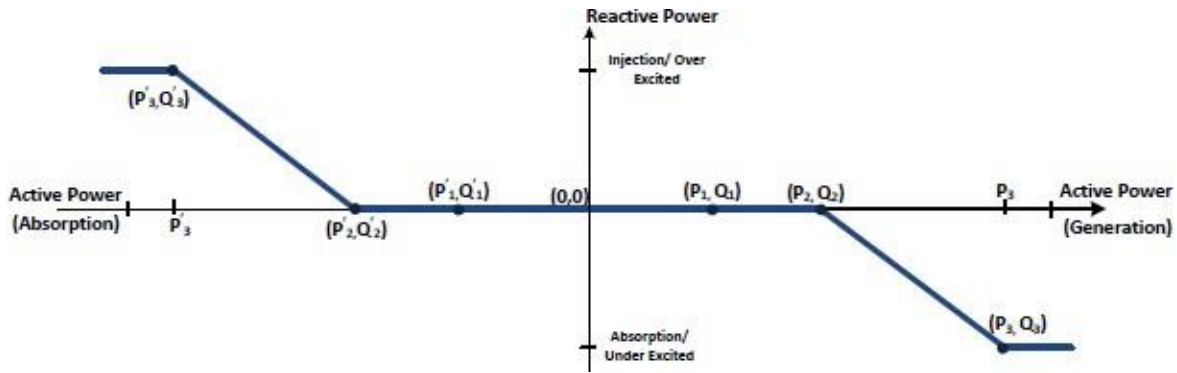 Reactive Power
Injection/ Over
Excited
(P'3,Q'3)
Active Power
(Absorption)
P'3
(P'2,Q'2)
(P'1,Q'1)
(0,0)
(P1, Q1)
(P2, Q2)
P3
Active Power
(Generation)
Absorption/
Under Excited
(P3, Q3)